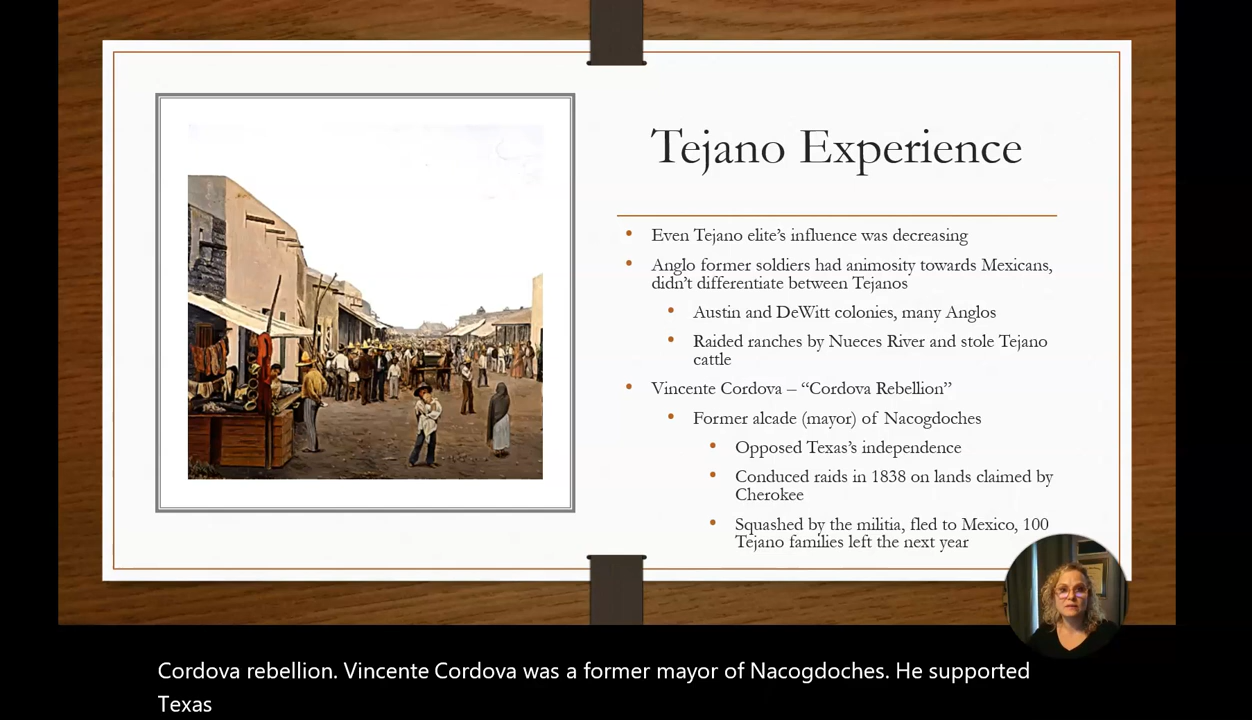 Tejano Experience
Even Tejano elite's influence was decreasing
Anglo former soldiers had animosity towards Mexicans,
didn't differentiate between Tejanos
Austin and DeWitt colonies, many Anglos
Raided ranches by Nueces River and stole Tejano
cattle
Vincente Cordova – “Cordova Rebellion”
Former alcade (mayor) of Nacogdoches
Opposed Texas's independence
Conduced raids in 1838 on lands claimed by
Cherokee
Squashed by the militia, fled to Mexico, 100
Tejano families left the next year
Cordova rebellion. Vincente Cordova was a former mayor of Nacogdoches. He supported
Texas